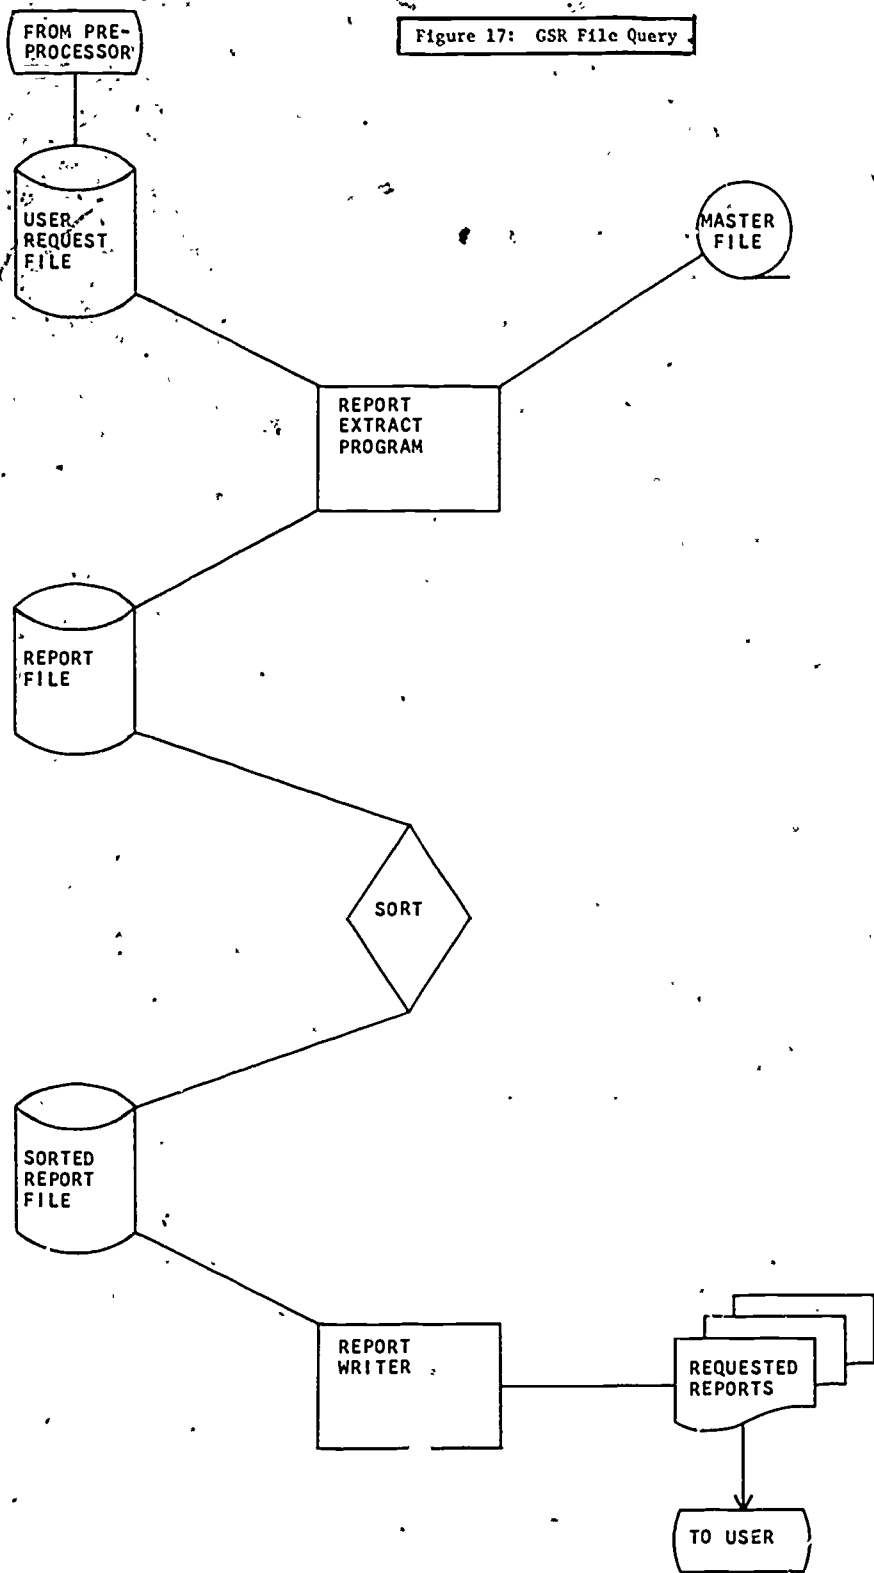 FROM PRE-
PROCESSOR
Figure 17: GSR File Query
USER
REQUEST
FILE
MASTER
FILE
REPORT
EXTRACT
PROGRAM
REPORT
FILE
SORT
SORTED
REPORT
FILE
REPORT
WRITER
REQUESTED
REPORTS
TO USER